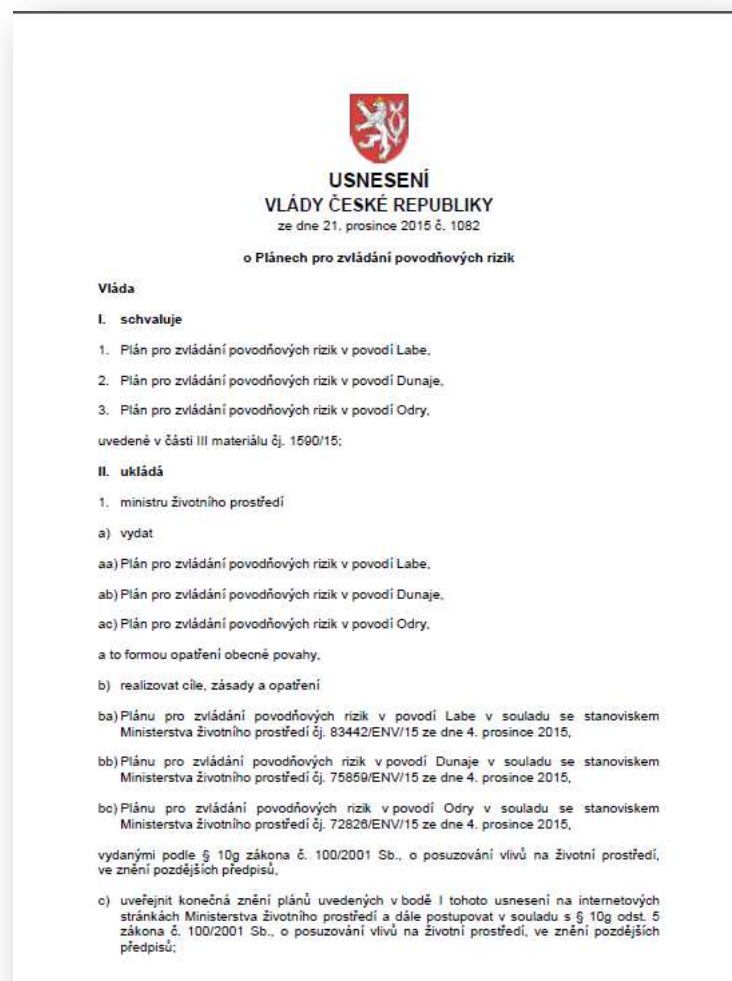 USNESENÍ
VLÁDY ČESKÉ REPUBLIKY
ze dne 21. prosince 2015 č. 1082
o Plánech pro zvládání povodňových rizik
Vláda
I. schvaluje
1. Plán pro zvládání povodňových rizik v povodí Labe,
2. Plán pro zvládání povodňových rizik v povodí Dunaje,
3. Plán pro zvládání povodňových rizik v povodí Odry,
uvedené v části III materiálu čj. 1590/15;
II. ukládá
1. ministru životního prostředí
a) vydat
aa) Plán pro zvládání povodňových rizik v povodí Labe,
ab) Plán pro zvládání povodňových rizik v povodí Dunaje,
ac) Plán pro zvládání povodňových rizik v povodí Odry,
a to formou opatření obecné povahy,
b) realizovat cíle, zásady a opatření
ba) Plánu pro zvládání povodňových rizik v povodí Labe v souladu se stanoviskem
Ministerstva životního prostředí čj. 83442/ENV/15 ze dne 4. prosince 2015,
bb) Plánu pro zvládání povodňových rizik v povodí Dunaje v souladu se stanoviskem
Ministerstva životního prostředí čj. 75859/ENV/15 ze dne 4. prosince 2015,
bc) Plánu pro zvládání povodňových rizik v povodí Odry v souladu se stanoviskem
Ministerstva životního prostředí čj. 72826/ENV/15 ze dne 4. prosince 2015,
vydanými podle § 10g zákona č. 100/2001 Sb., o posuzování vlivů na životní prostředí,
ve znění pozdějších předpisů,
c) uveřejnit konečná znění plánů uvedených v bodě I tohoto usnesení na internetových
stránkách Ministerstva životního prostředí a dále postupovat v souladu s § 10g odst. 5
zákona č. 100/2001 Sb., o posuzování vlivů na životní prostředí, ve znění pozdějších
předpisů;